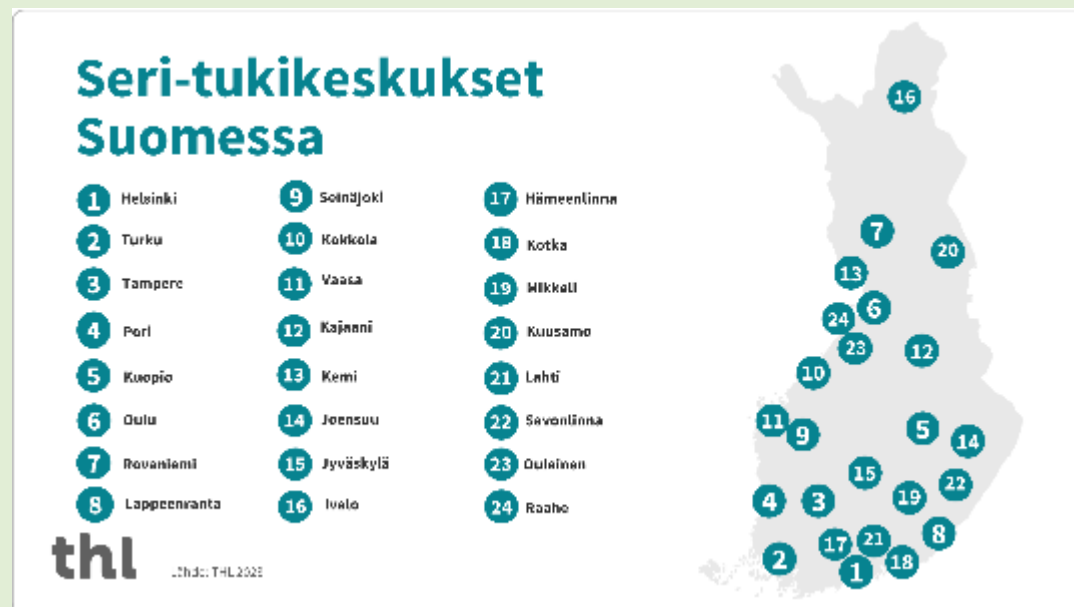 Seri-tukikeskukset
Suomessa
1 Helsinki
2 Turku
3 Tampere
4 Pori
5 Kuopio
6 Oulu
7 Rovaniemi
8 Lappeenranta
9 Seinäjoki
10 Kokkola
11 Vaasa
12 Kajaani
13 Kemi
14 Joensuu
15 Jyväskylä
16 Ivalo
17 Hämeenlinna
18 Kotka
19 Mikkeli
20 Kuusamo
21 Lahti
22 Savonlinna
23 Oulainen
24 Raahe
16
7
20
13
6
24
23
12
10
11
9
5
14
15
22
4
3
19
8
17
21
2
1
18
thl
Lähde: THL